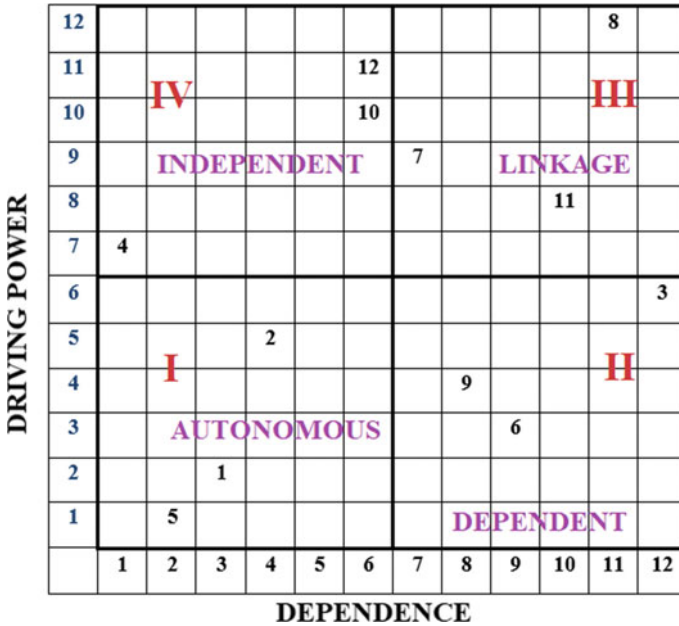 12 8
11 12
IV III
10 10
9 7
INDEPENDENT LINKAGE
8 11
7 4
6 3
5 2
I II
4 9
3 6
AUTONOMOUS
2 1
1 5
DEPENDENT
1 2 3 4 5 6 7 8 9 10 11 12
DEPENDENCE
DRIVING POWER